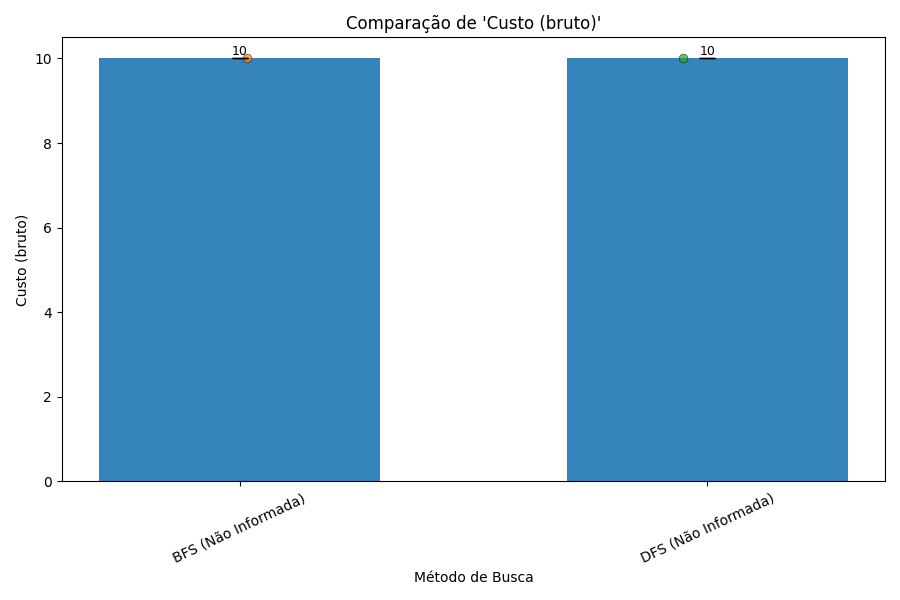 Comparação de 'Custo (bruto)'
10
10
10
8
6
4
2
0
Custo (bruto)
BFS (Não Informada)
DFS (Não Informada)
Método de Busca